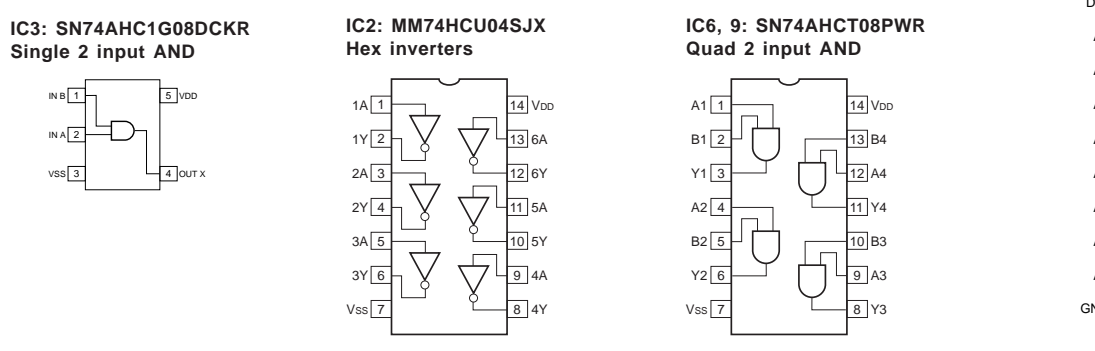 IC3: SN74AHC1G08DCKR
Single 2 input AND
IN B 1
5 VDD
IN A 2
VSS 3
4 OUT X
IC2: MM74HCU04SJX
Hex inverters
1A 1
14 VDD
1Y 2
13 6A
2A 3
12 6Y
2Y 4
11 5A
3A 5
10 5Y
3Y 6
9 4A
VSS 7
8 4Y
IC6, 9: SN74AHCT08PWR
Quad 2 input AND
A1 1
14 VDD
B1 2
13 B4
Y1 3
12 A4
A2 4
11 Y4
B2 5
10 B3
Y2 6
9 A3
VSS 7
8 Y3